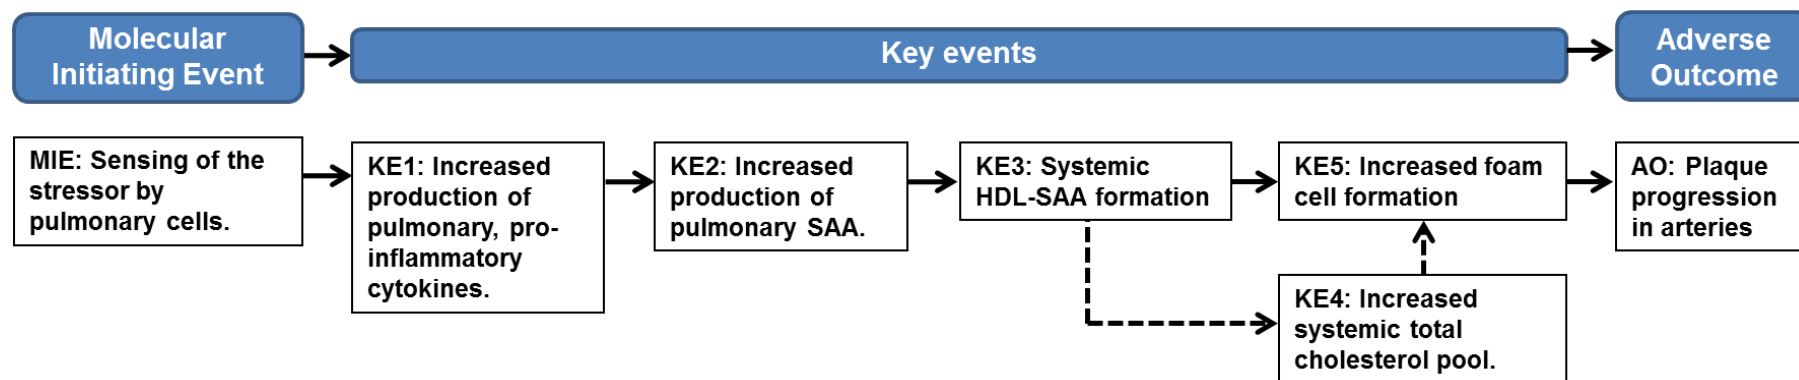 Molecular
Initiating Event
Key events
Adverse
Outcome
MIE: Sensing of the
stressor by
pulmonary cells.
KE1: Increased
production of
pulmonary, pro-
inflammatory
cytokines.
KE2: Increased
production of
pulmonary SAA.
KE3: Systemic
HDL-SAA formation
KE5: Increased foam
cell formation
AO: Plaque
progression
in arteries
KE4: Increased
systemic total
cholesterol pool.